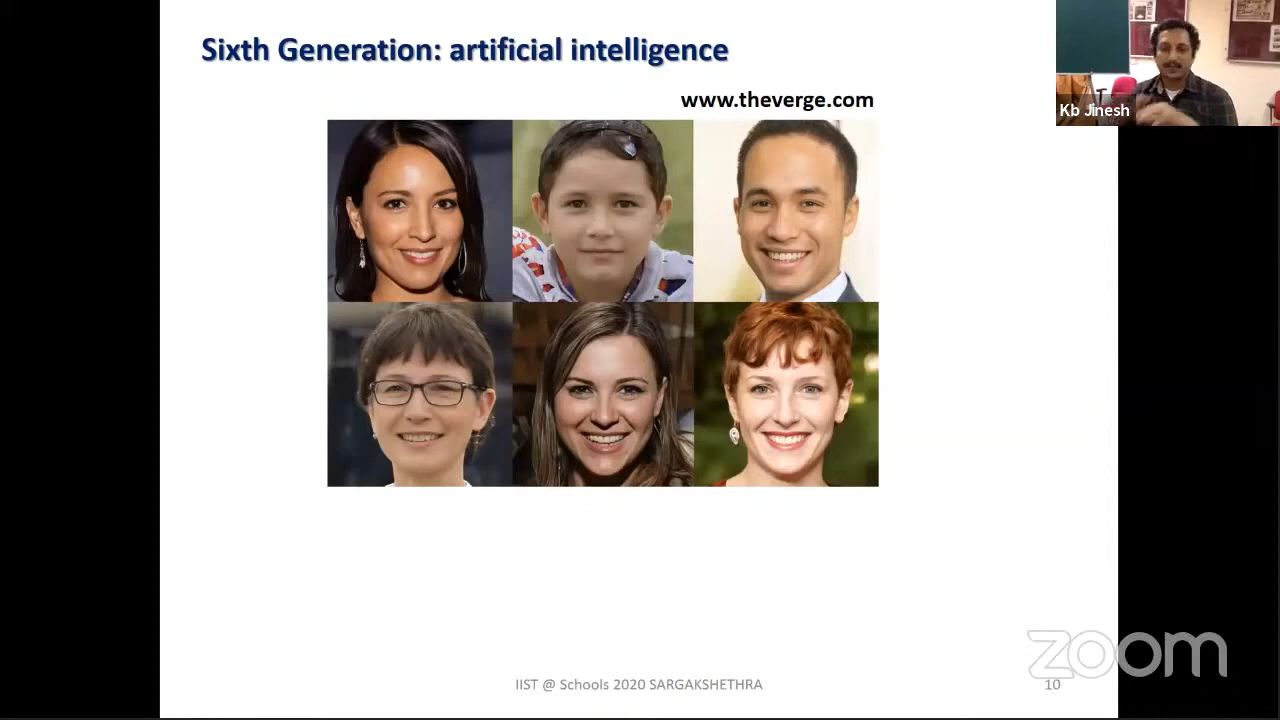 Sixth Generation: artificial intelligence
www.theverge.com
Kb Jinesh
zoom
IIST @ Schools 2020 SARGAKSHETHRA
10